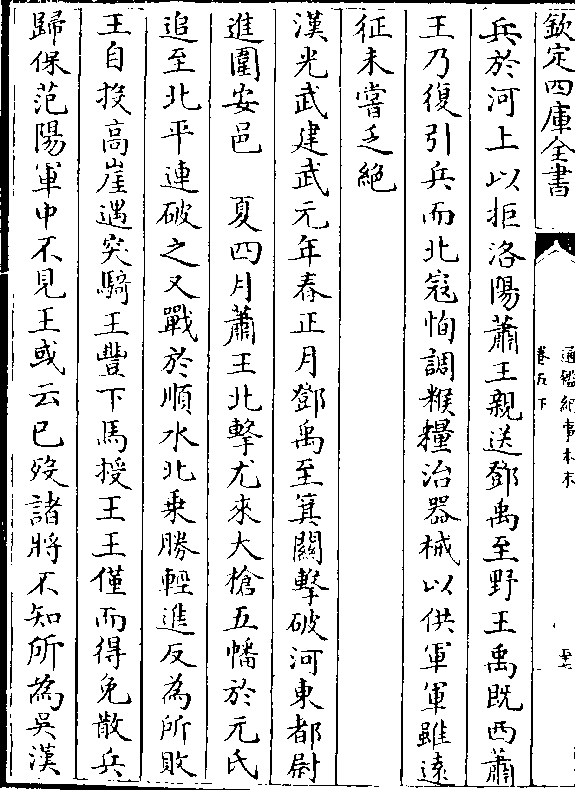 欽定四庫全書
通鑑紀事本末
卷五下
兵於河上以拒洛陽蕭王親送鄧禹至野王禹既西蕭
王乃復引兵而北寇恂調糇糧治器械以供軍軍雖遠
征未嘗乏絶
漢光武建武元年春正月鄧禹至箕關擊破河東都尉
進圍安邑　夏四月蕭王北擊尤來大槍五幡於元氏
追至北平連破之又戰於順水北乗勝輕進反為所敗
王自投高崖遇突騎王豐下馬授王王僅而得免散兵
歸保范陽軍中不見王或云已歿諸將不知所為吳漢